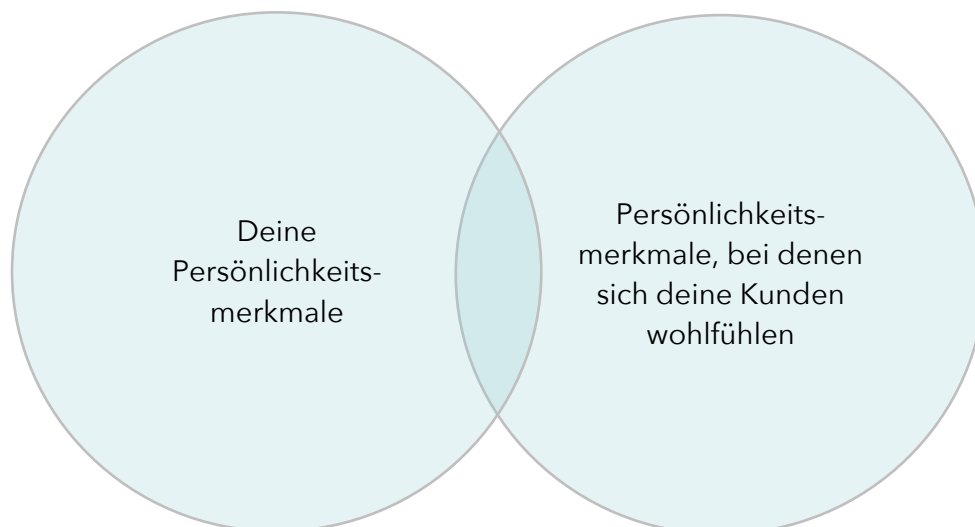 Deine
Persönlichkeits-
merkmale
Persönlichkeits-
merkmale, bei denen
sich deine Kunden
wohlfühlen